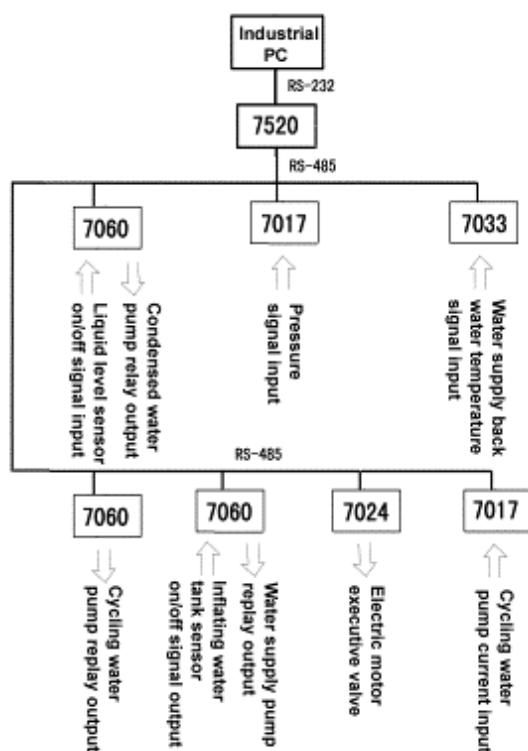 Industrial
PC
RS-232
7520
RS-485
7060
7017
7033
Liquid level sensor
on/off signal input
Condensed water
pump relay output
Pressure
signal input
Water supply back
water temperature
signal input
RS-485
7060
7060
7024
7017
Cycling water
pump replay output
Inflating water
tank sensor
on/off signal output
Water supply pump
replay output
Electric motor
executive valve
Cycling water
pump current input